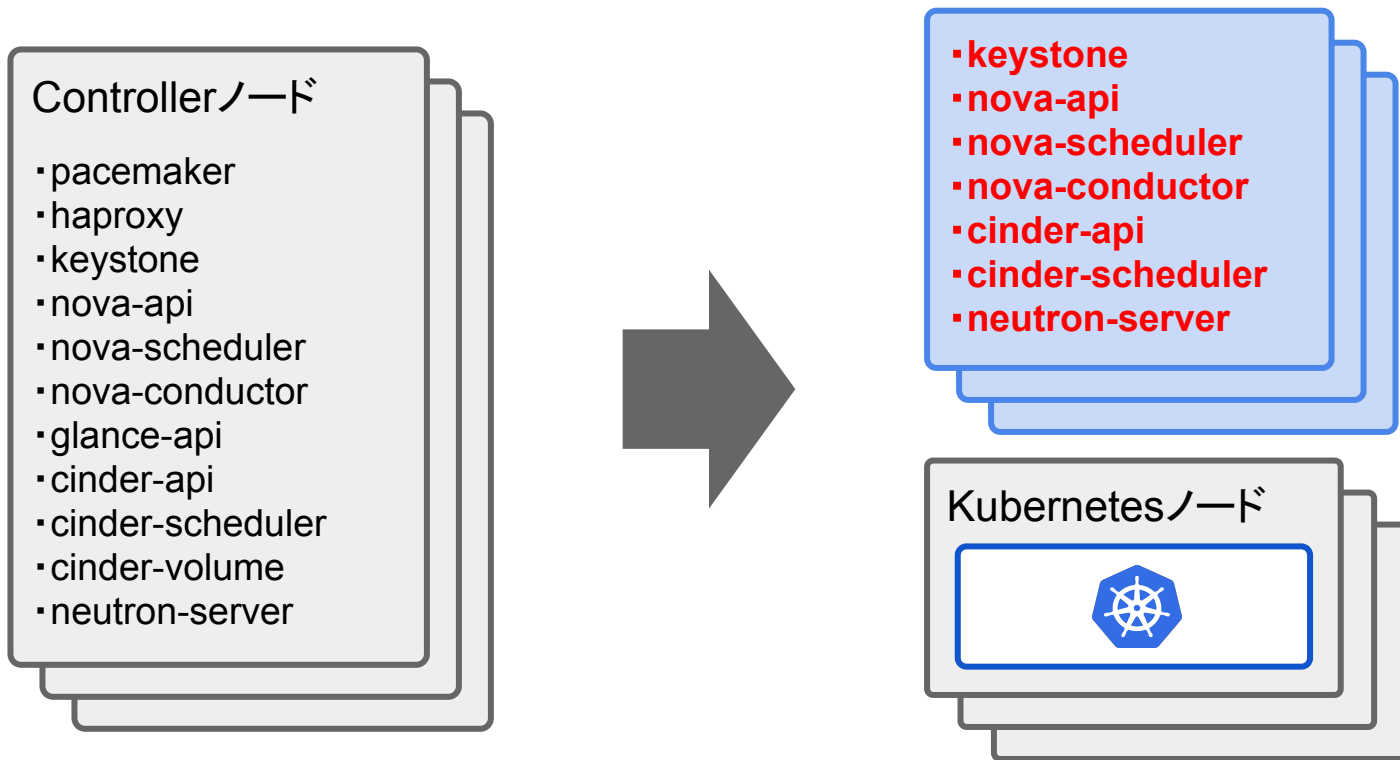 Controllerノード
・pacemaker
・haproxy
・keystone
・nova-api
・nova-scheduler
・nova-conductor
・glance-api
・cinder-api
・cinder-scheduler
・cinder-volume
・neutron-server
・keystone
・nova-api
・nova-scheduler
・nova-conductor
・cinder-api
・cinder-scheduler
・neutron-server
Kubernetesノード